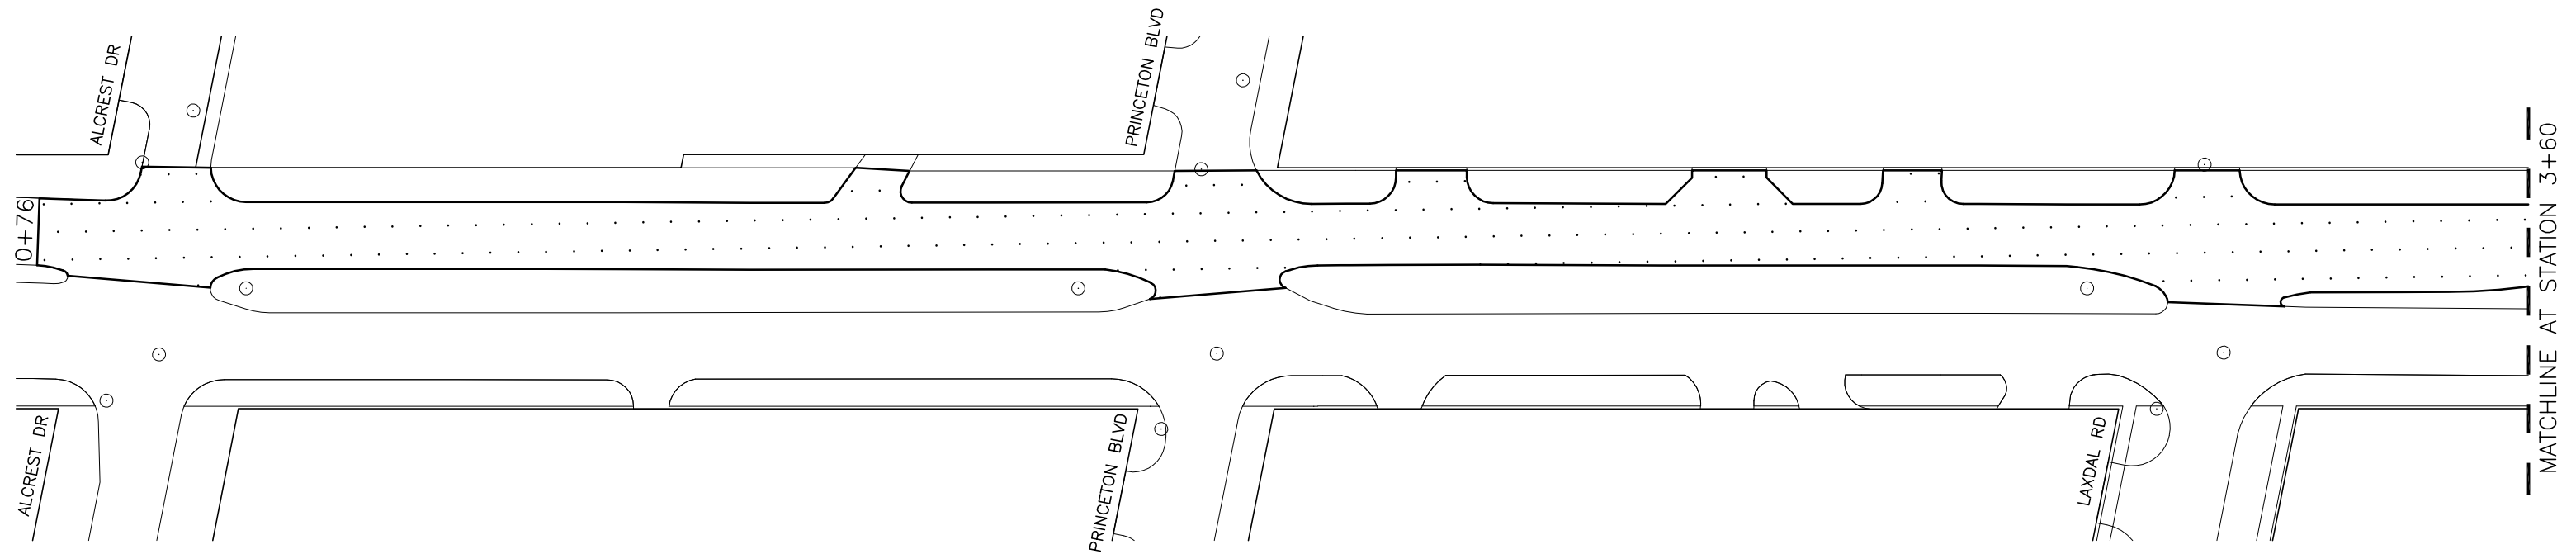 ALCREST DR
PRINCETON BLVD
0+76
MATCHLINE AT STATION 3+60
ALCREST DR
PRINCETON BLVD
LAXDAL RD